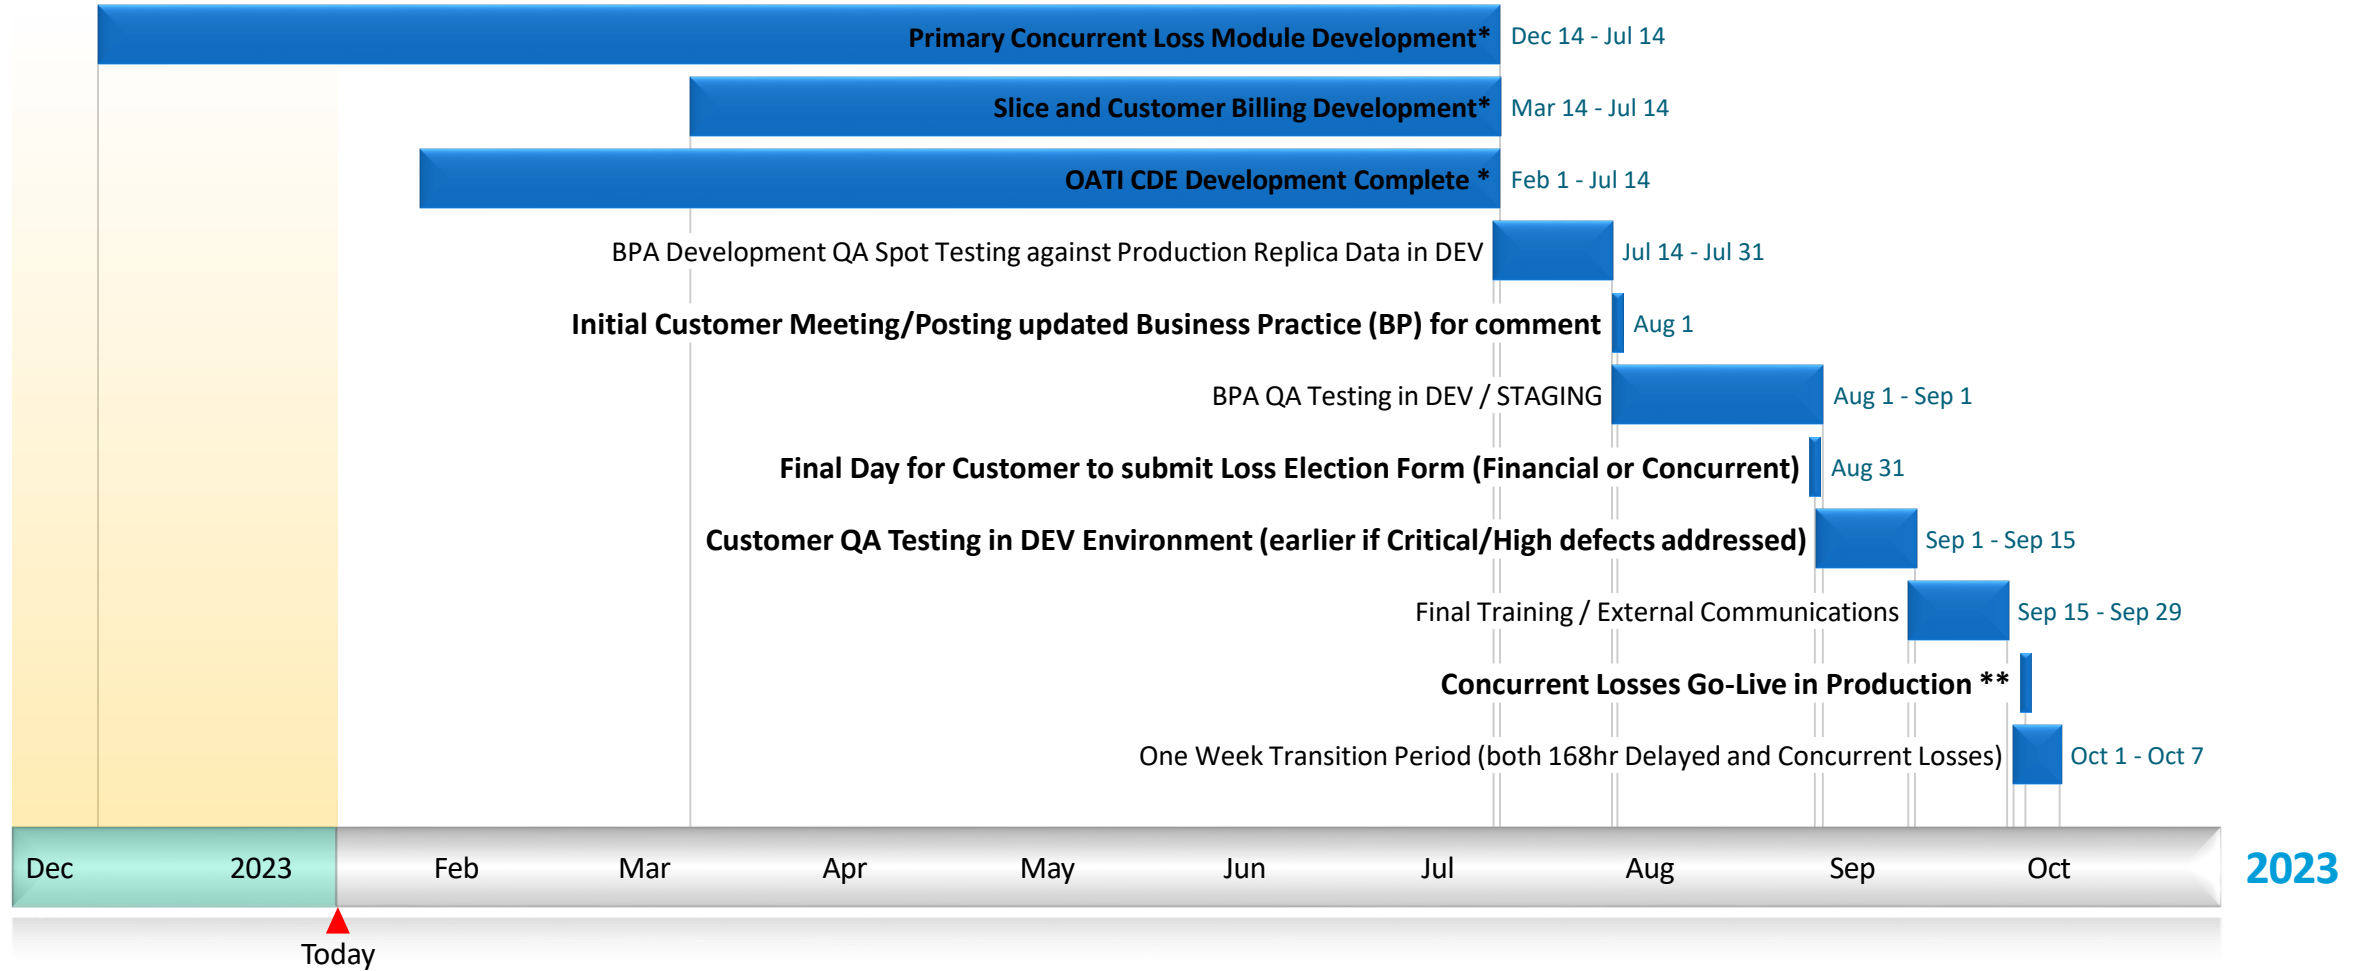 Primary Concurrent Loss Module Development* Dec 14 - Jul 14
Slice and Customer Billing Development* Mar 14 - Jul 14
OATI CDE Development Complete * Feb 1 - Jul 14
BPA Development QA Spot Testing against Production Replica Data in DEV Jul 14 - Jul 31
Initial Customer Meeting/Posting updated Business Practice (BP) for comment Aug 1
BPA QA Testing in DEV / STAGING Aug 1 - Sep 1
Final Day for Customer to submit Loss Election Form (Financial or Concurrent) Aug 31
Customer QA Testing in DEV Environment (earlier if Critical/High defects addressed) Sep 1 - Sep 15
Final Training / External Communications Sep 15 - Sep 29
Concurrent Losses Go-Live in Production **
One Week Transition Period (both 168hr Delayed and Concurrent Losses) Oct 1 - Oct 7
Dec 2023 Feb Mar Apr May Jun Jul Aug Sep Oct 2023
Today